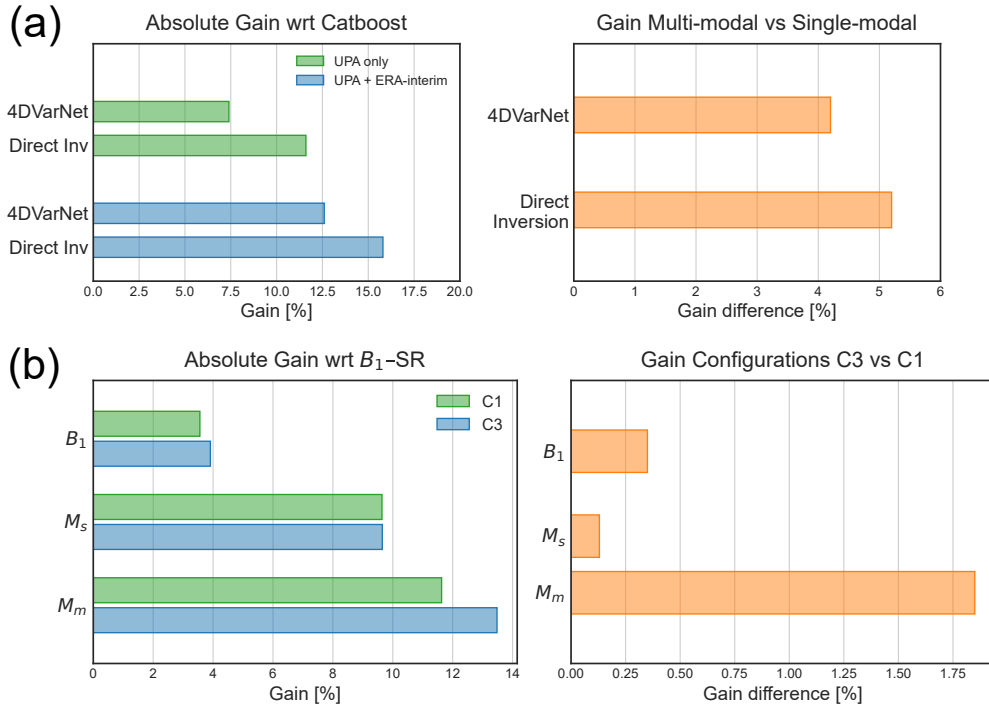 (a)
Absolute Gain wrt Catboost
UPA only
UPA + ERA-interim
4DVarNet
Direct Inv
4DVarNet
Direct Inv
0.0 2.5 5.0 7.5 10.0 12.5 15.0 17.5 20.0
Gain [%]
Gain Multi-modal vs Single-modal
4DVarNet
Direct
Inversion
0 1 2 3 4 5 6
Gain difference [%]
(b)
Absolute Gain wrt B₁–SR
C1
C3
B₁
Mₛ
Mₘ
0 2 4 6 8 10 12 14
Gain [%]
Gain Configurations C3 vs C1
B₁
Mₛ
Mₘ
0.00 0.25 0.50 0.75 1.00 1.25 1.50 1.75
Gain difference [%]